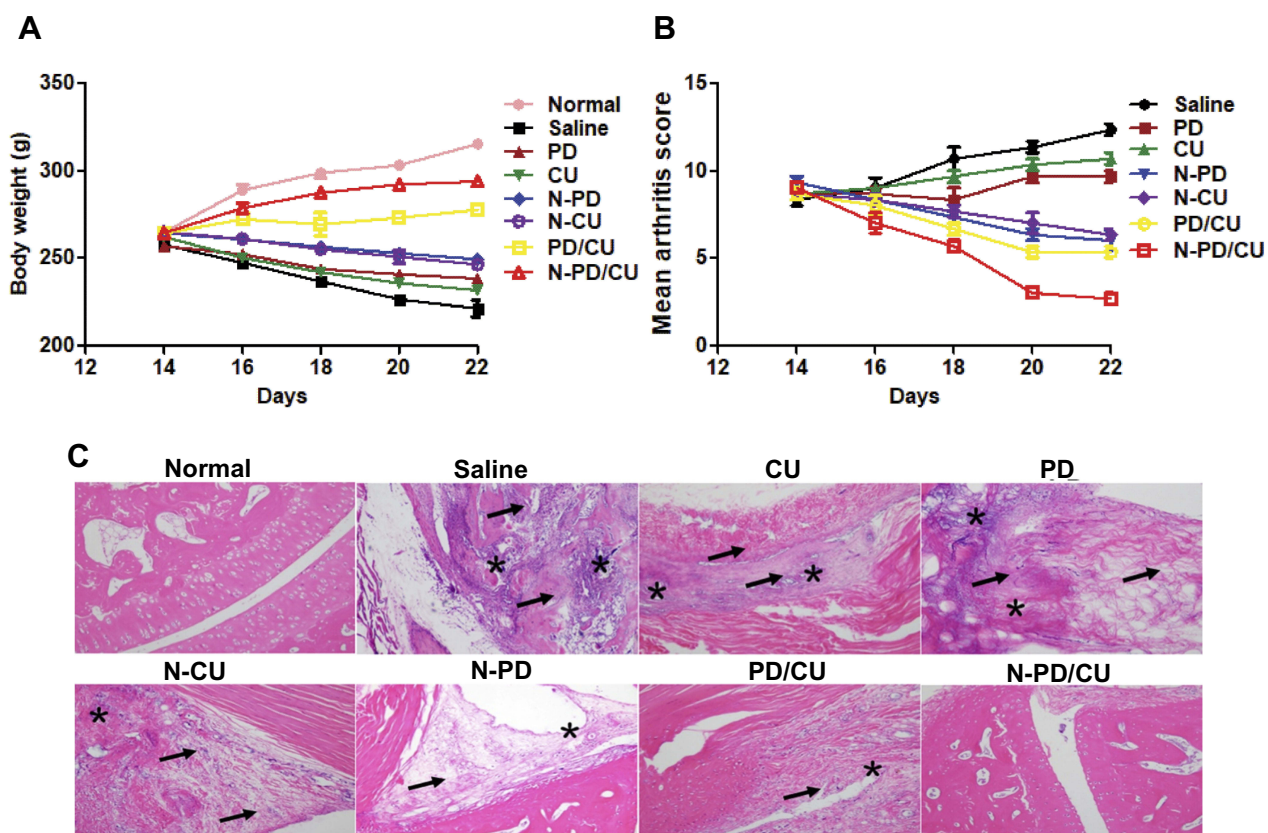 A
Body weight (g)
350
300
250
200
12 14 16 18 20 22
Days
Normal
Saline
PD
CU
N-PD
N-CU
PD/CU
N-PD/CU
B
Mean arthritis score
15
10
5
0
12 14 16 18 20 22
Days
Saline
PD
CU
N-PD
N-CU
PD/CU
N-PD/CU
C
Normal Saline CU PD
* * * * * *
N-CU N-PD PD/CU N-PD/CU
* * *